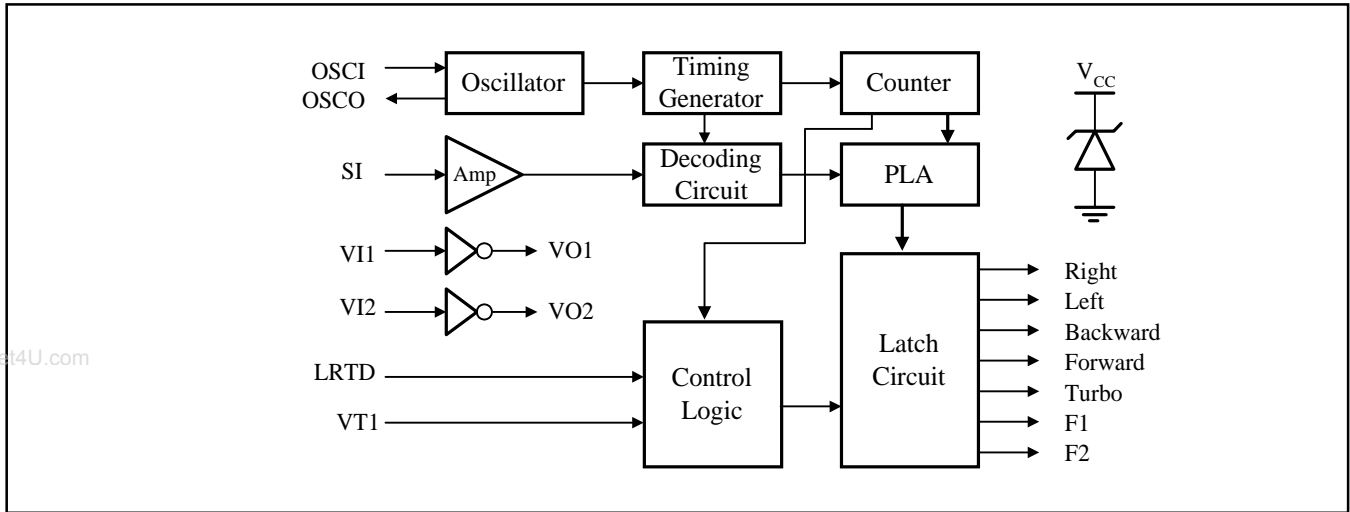 OSCI
OSCO
Oscillator
Timing
Generator
Counter
VCC
SI
Amp
Decoding
Circuit
PLA
VI1
VO1
VI2
VO2
LRTD
VT1
Control
Logic
Latch
Circuit
Right
Left
Backward
Forward
Turbo
F1
F2
et4U.com